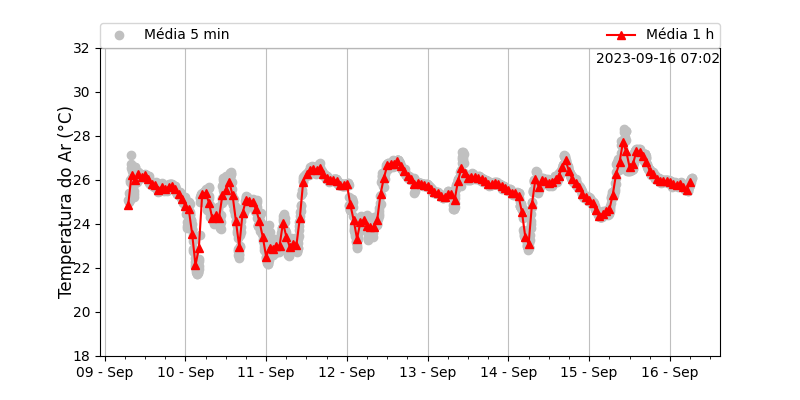 Média 5 min
Média 1 h
2023-09-16 07:02
Temperatura do Ar (°C)
32
30
28
26
24
22
20
18
09 - Sep
10 - Sep
11 - Sep
12 - Sep
13 - Sep
14 - Sep
15 - Sep
16 - Sep